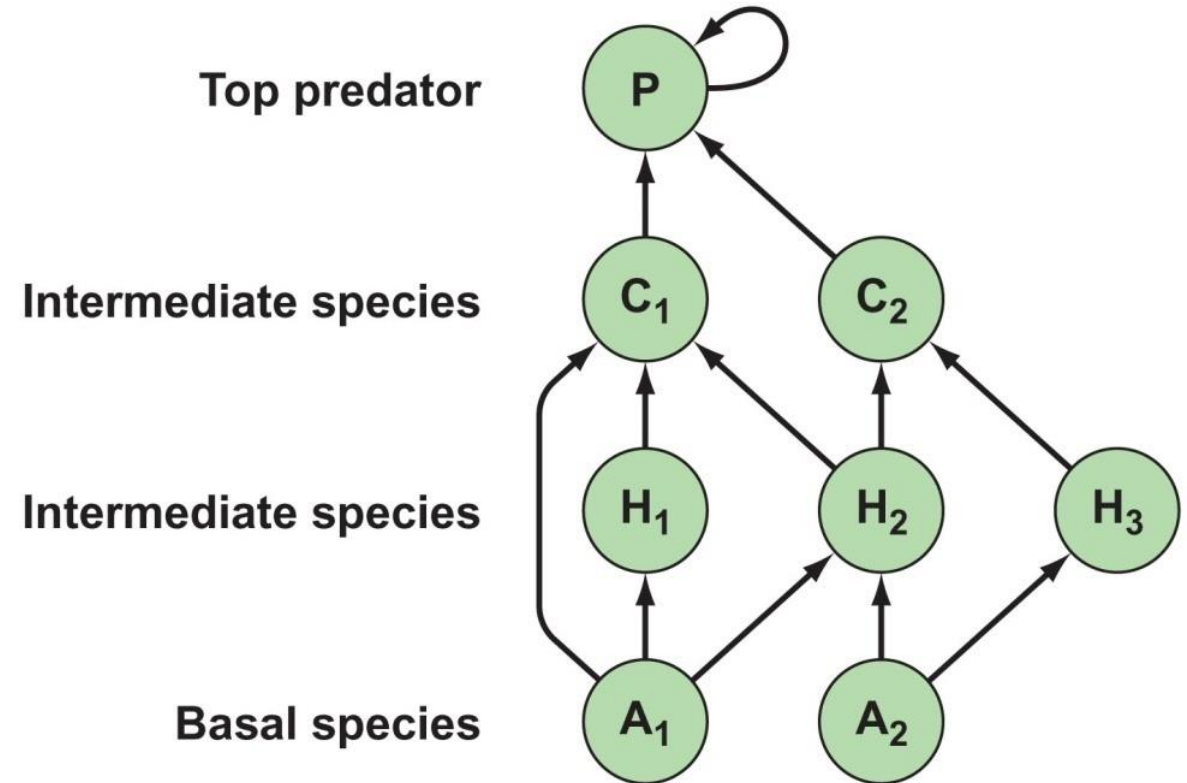 Top predator P
Intermediate species C₁ C₂
Intermediate species H₁ H₂ H₃
Basal species A₁ A₂